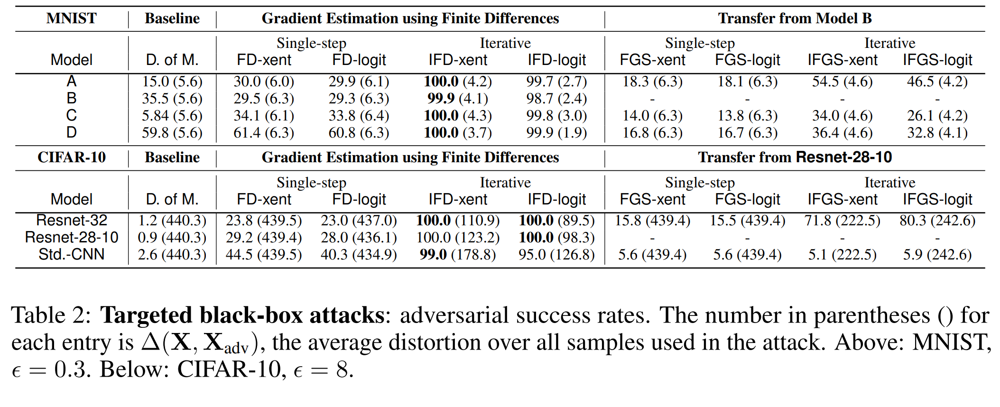 MNIST Baseline Gradient Estimation using Finite Differences Transfer from Model B
Single-step Iterative Single-step Iterative
Model D. of M. FD-xent FD-logit IFD-xent IFD-logit FGS-xent FGS-logit IFGS-xent IFGS-logit
A 15.0 (5.6) 30.0 (6.0) 29.9 (6.1) 100.0 (4.2) 99.7 (2.7) 18.3 (6.3) 18.1 (6.3) 54.5 (4.6) 46.5 (4.2)
B 35.5 (5.6) 29.5 (6.3) 29.3 (6.3) 99.9 (4.1) 98.7 (2.4) - - - -
C 5.84 (5.6) 34.1 (6.1) 33.8 (6.4) 100.0 (4.3) 99.8 (3.0) 14.0 (6.3) 13.8 (6.3) 34.0 (4.6) 26.1 (4.2)
D 59.8 (5.6) 61.4 (6.3) 60.8 (6.3) 100.0 (3.7) 99.9 (1.9) 16.8 (6.3) 16.7 (6.3) 36.4 (4.6) 32.8 (4.1)
CIFAR-10 Baseline Gradient Estimation using Finite Differences Transfer from Resnet-28-10
Single-step Iterative Single-step Iterative
Model D. of M. FD-xent FD-logit IFD-xent IFD-logit FGS-xent FGS-logit IFGS-xent IFGS-logit
Resnet-32 1.2 (440.3) 23.8 (439.5) 23.0 (437.0) 100.0 (110.9) 100.0 (89.5) 15.8 (439.4) 15.5 (439.4) 71.8 (222.5) 80.3 (242.6)
Resnet-28-10 0.9 (440.3) 29.2 (439.4) 28.0 (436.1) 100.0 (123.2) 100.0 (98.3) - - - -
Std.-CNN 2.6 (440.3) 44.5 (439.5) 40.3 (434.9) 99.0 (178.8) 95.0 (126.8) 5.6 (439.4) 5.6 (439.4) 5.1 (222.5) 5.9 (242.6)
Table 2: Targeted black-box attacks: adversarial success rates. The number in parentheses () for
each entry is Δ(X, X_adv), the average distortion over all samples used in the attack. Above: MNIST,
ϵ = 0.3. Below: CIFAR-10, ϵ = 8.